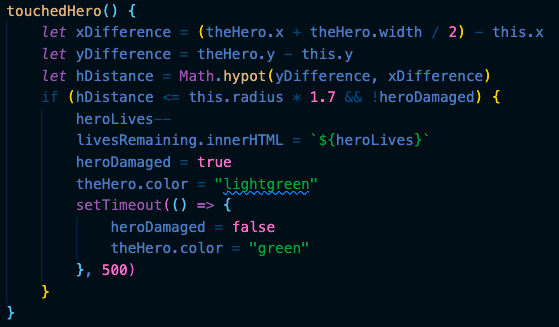 touchedHero() {
let xDifference = (theHero.x + theHero.width / 2) - this.x
let yDifference = theHero.y - this.y
let hDistance = Math.hypot(yDifference, xDifference)
if (hDistance <= this.radius * 1.7 && !heroDamaged) {
heroLives--
livesRemaining.innerHTML = `${heroLives}`
heroDamaged = true
theHero.color = "lightgreen"
setTimeout(() => {
heroDamaged = false
theHero.color = "green"
}, 500)
}
}